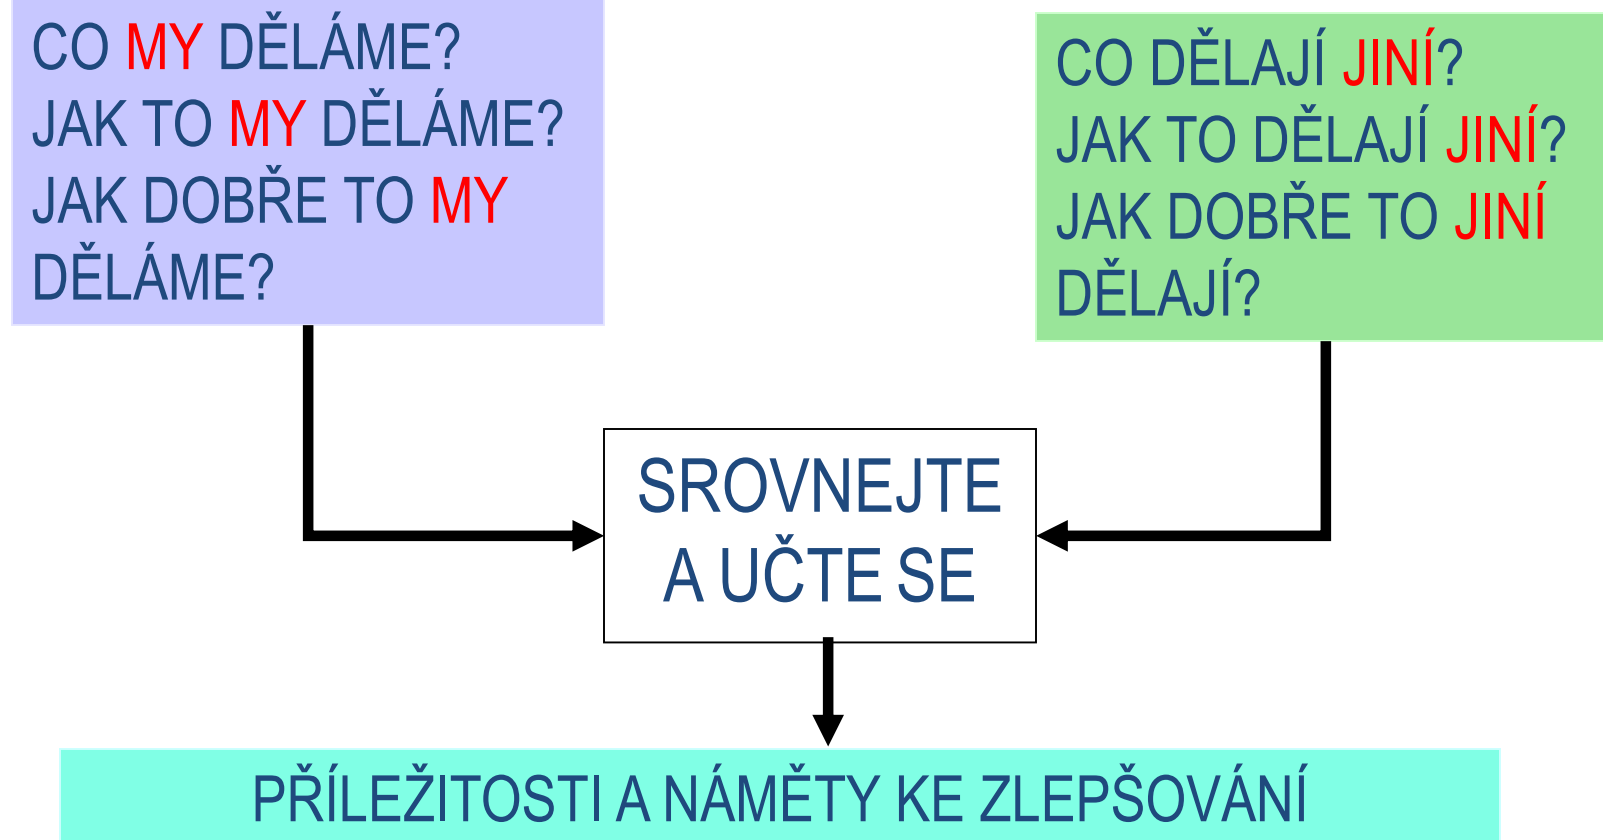 CO MY DĚLÁME?
JAK TO MY DĚLÁME?
JAK DOBŘE TO MY
DĚLÁME?
CO DĚLAJÍ JINÍ?
JAK TO DĚLAJÍ JINÍ?
JAK DOBŘE TO JINÍ
DĚLAJÍ?
SROVNEJTE
A UČTE SE
PŘÍLEŽITOSTI A NÁMĚTY KE ZLEPŠOVÁNÍ